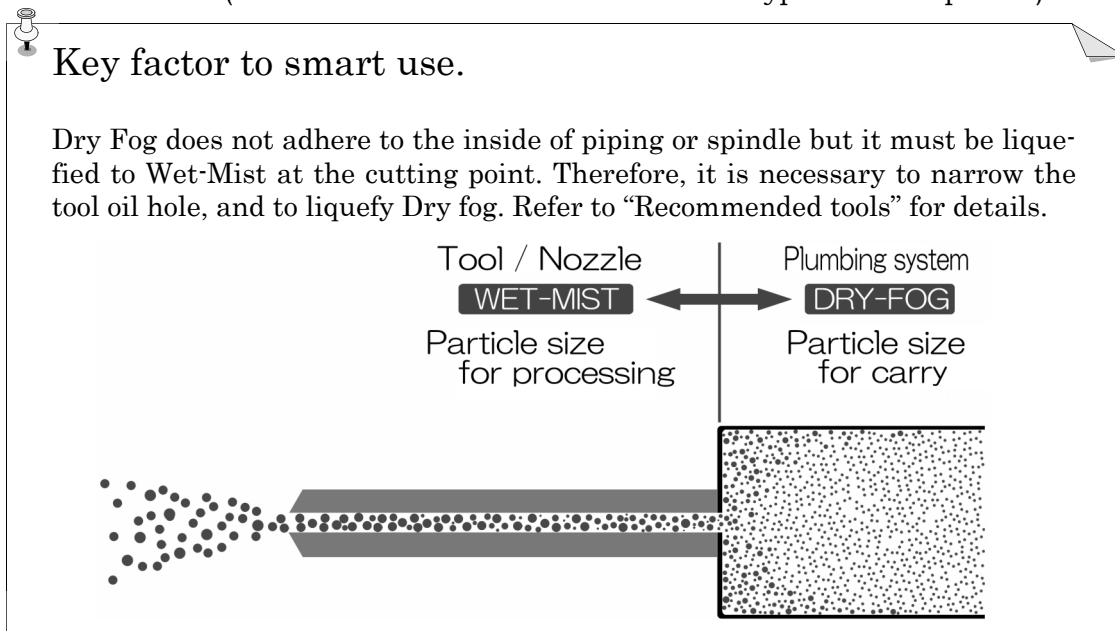 Key factor to smart use.
Dry Fog does not adhere to the inside of piping or spindle but it must be lique-
fied to Wet-Mist at the cutting point. Therefore, it is necessary to narrow the
tool oil hole, and to liquefy Dry fog. Refer to “Recommended tools” for details.
Tool / Nozzle
WET-MIST
Particle size
for processing
Plumbing system
DRY-FOG
Particle size
for carry